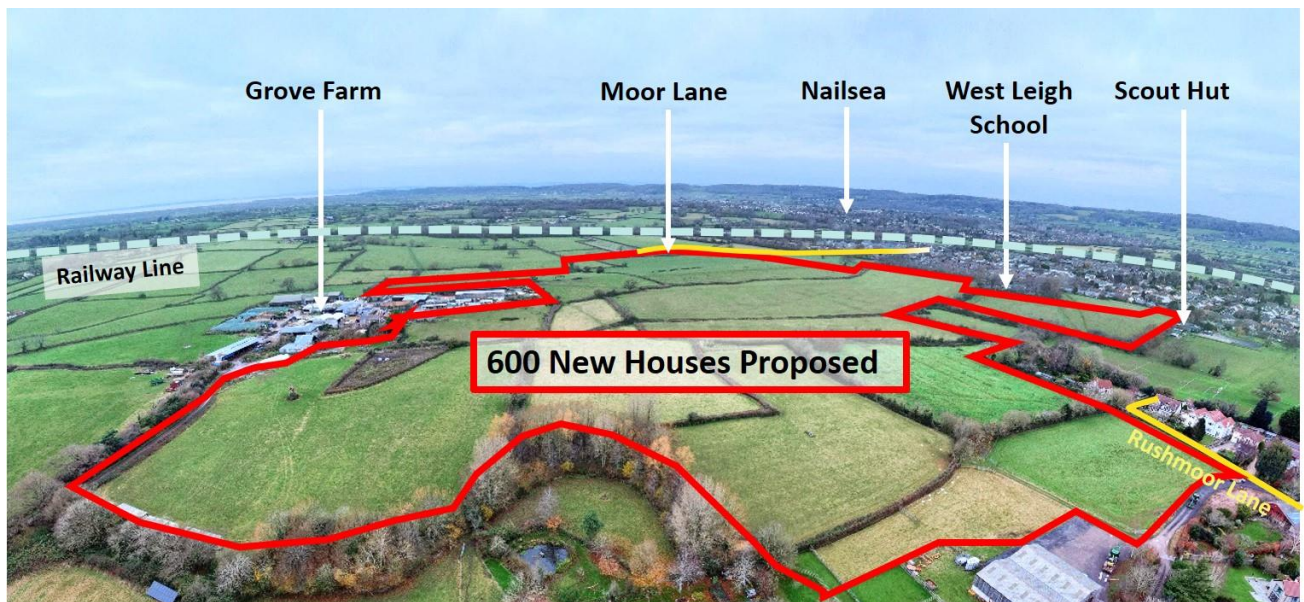 Grove Farm
Moor Lane
Nailsea
West Leigh
School
Scout Hut
Railway Line
600 New Houses Proposed
Rushmoor Lane